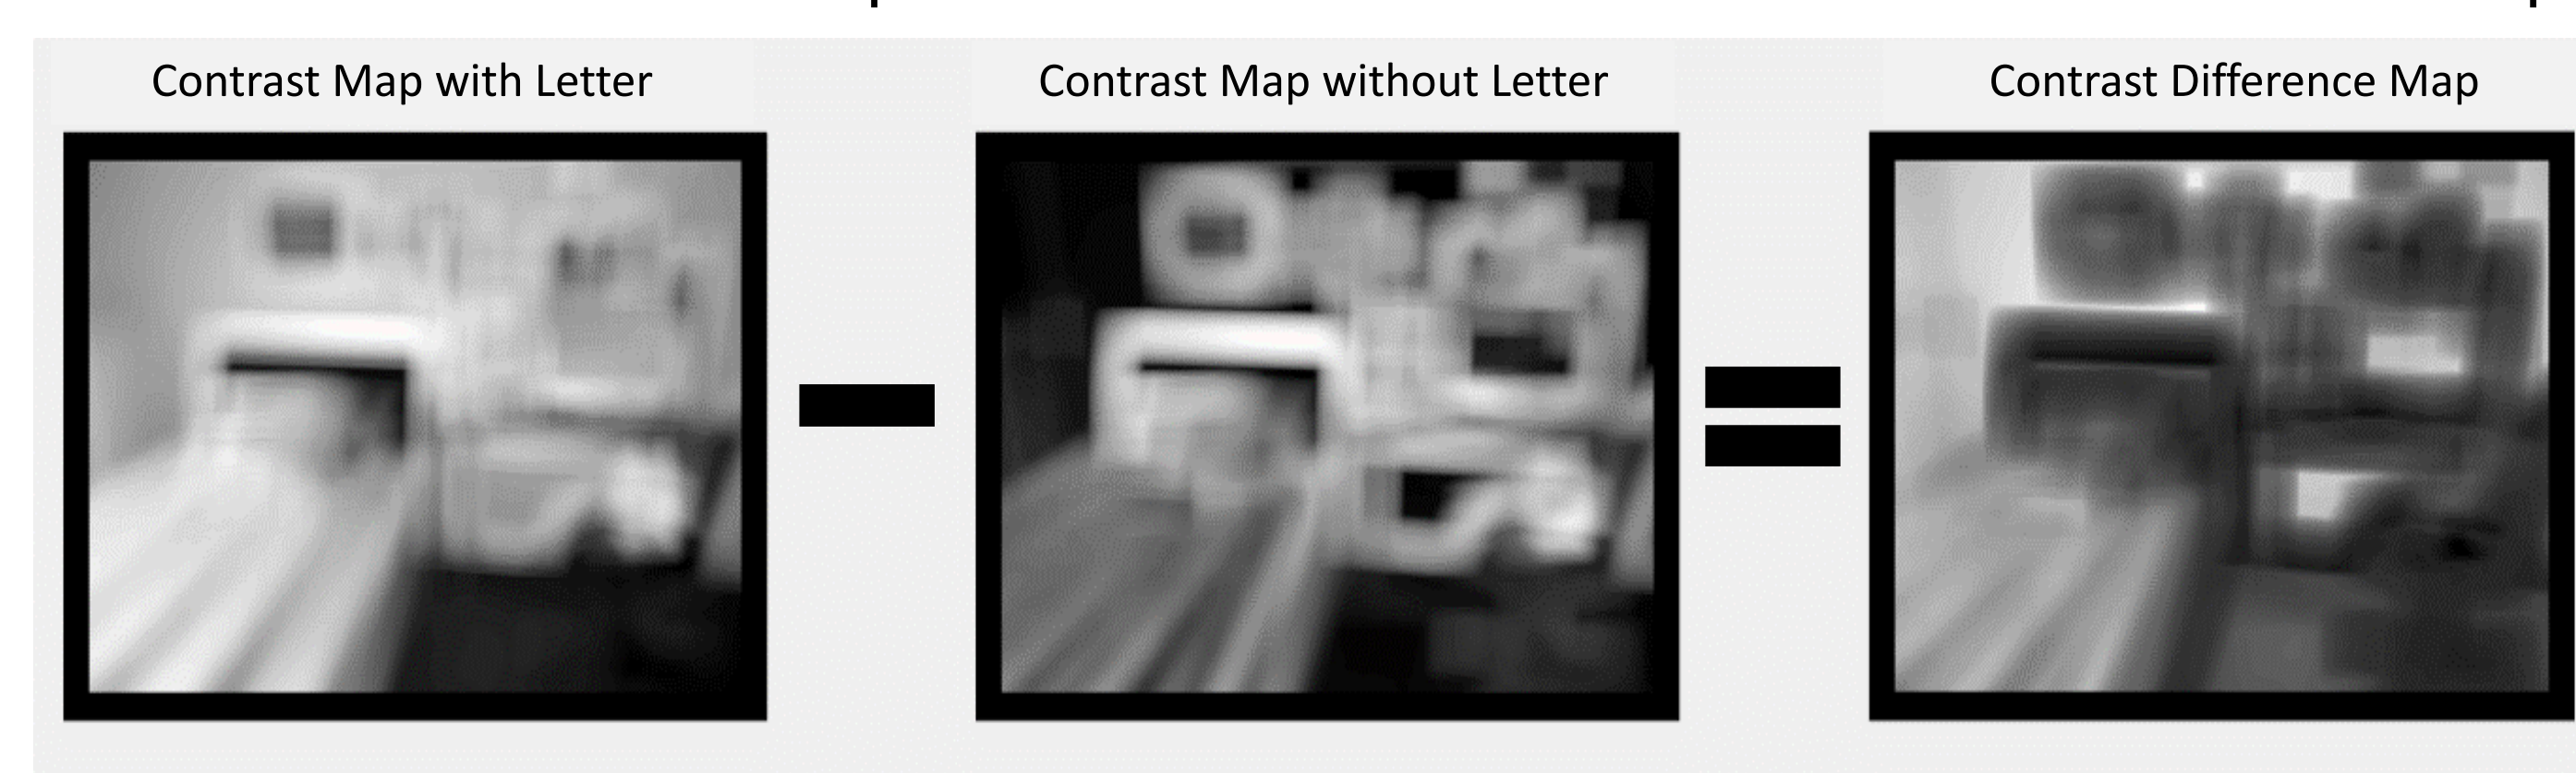 Contrast Map with Letter
Contrast Map without Letter
Contrast Difference Map